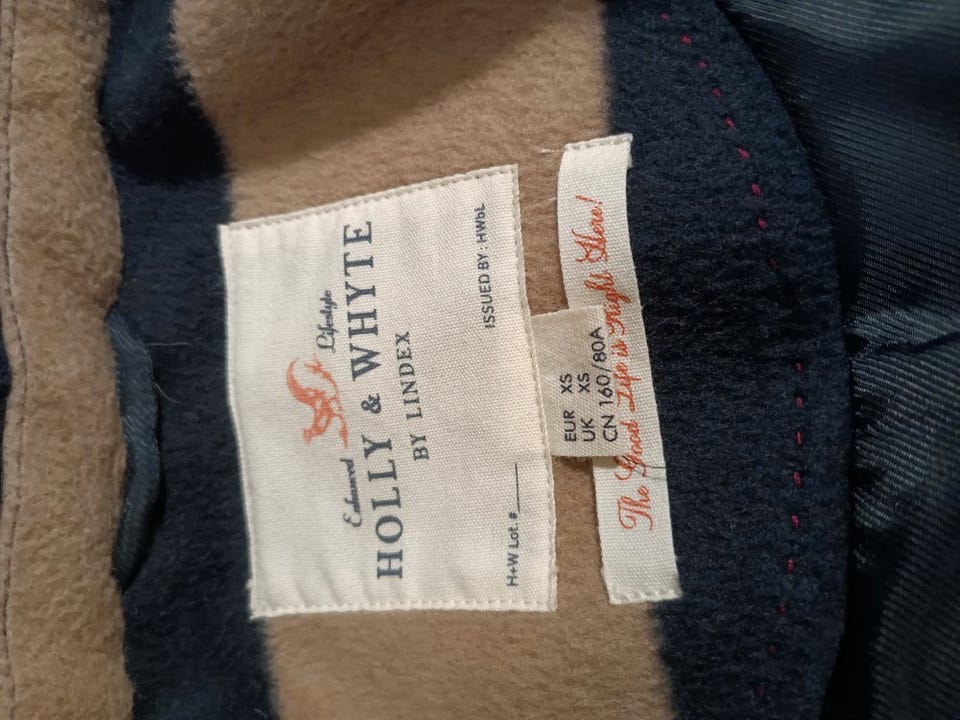 Enhanced Lifestyle
HOLLY & WHYTE
BY LINDEX
H+W Lot. # ISSUED BY: HWbL
EUR XS
UK XS
CN 160/80A
The Good Life is Right Here!